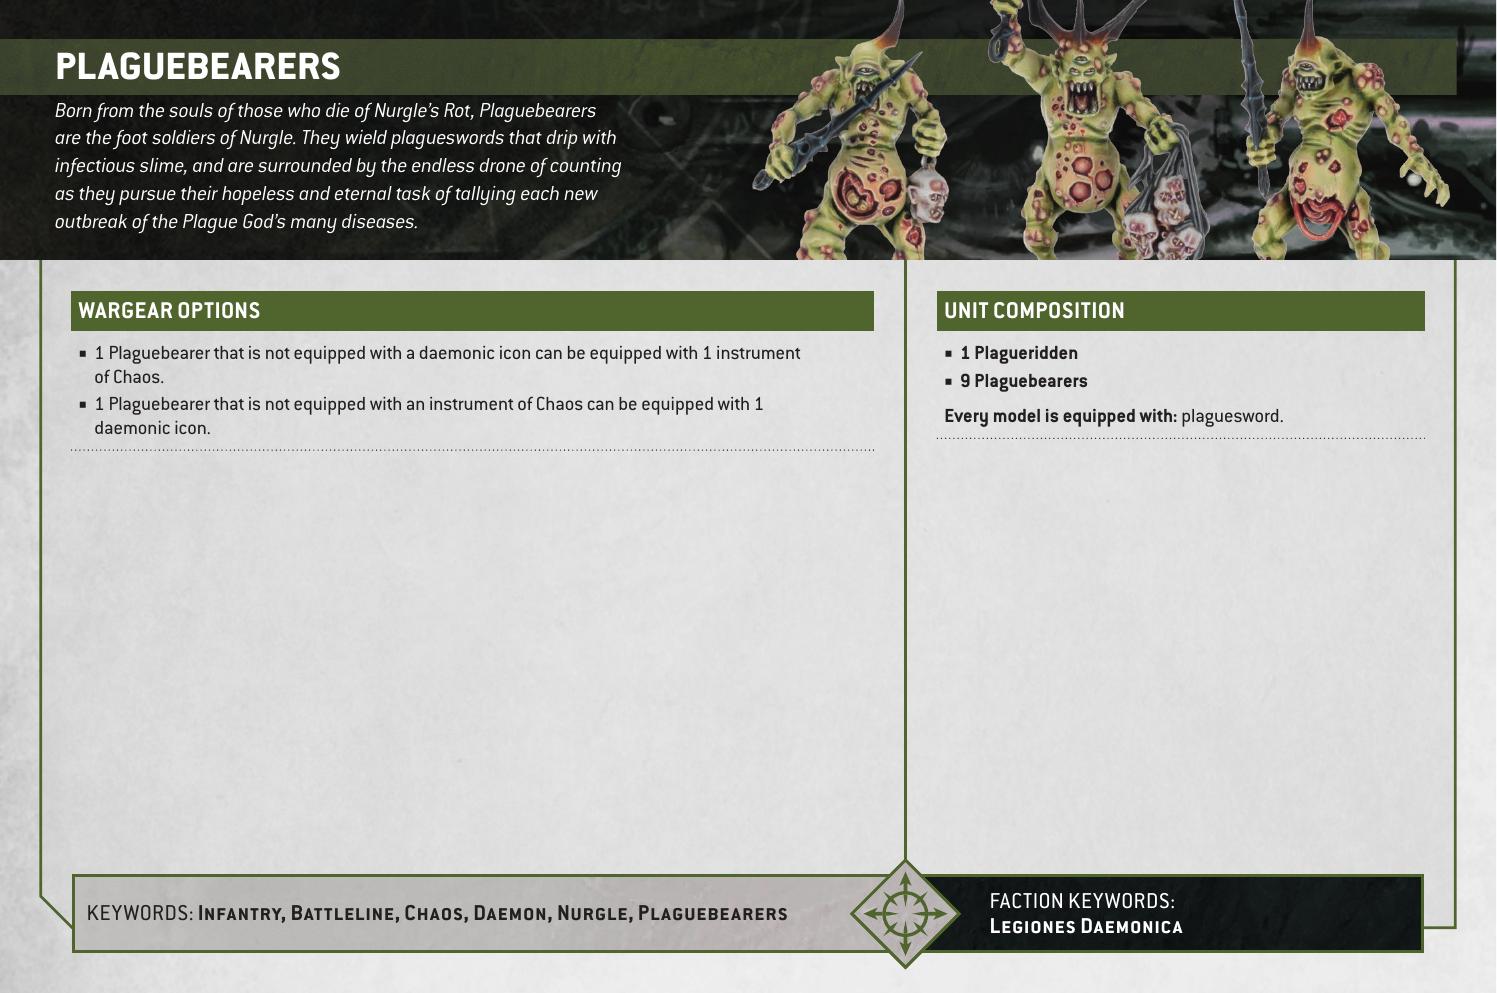 PLAGUEBEARERS
Born from the souls of those who die of Nurgle’s Rot, Plaguebearers
are the foot soldiers of Nurgle. They wield plagueswords that drip with
infectious slime, and are surrounded by the endless drone of counting
as they pursue their hopeless and eternal task of tallying each new
outbreak of the Plague God’s many diseases.
WARGEAR OPTIONS
■ 1 Plaguebearer that is not equipped with a daemonic icon can be equipped with 1 instrument
of Chaos.
■ 1 Plaguebearer that is not equipped with an instrument of Chaos can be equipped with 1
daemonic icon.
UNIT COMPOSITION
■ 1 Plagueridden
■ 9 Plaguebearers
Every model is equipped with: plaguesword.
KEYWORDS: Infantry, Battleline, Chaos, Daemon, Nurgle, Plaguebearers
FACTION KEYWORDS:
Legiones Daemonica